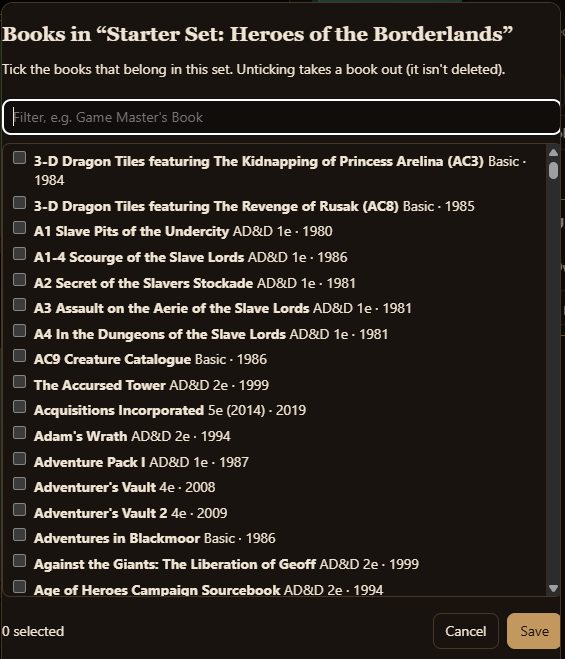 Books in “Starter Set: Heroes of the Borderlands”
Tick the books that belong in this set. Unticking takes a book out (it isn't deleted).
Filter, e.g. Game Master's Book
3-D Dragon Tiles featuring The Kidnapping of Princess Arelina (AC3) Basic ·
1984
3-D Dragon Tiles featuring The Revenge of Rusak (AC8) Basic · 1985
A1 Slave Pits of the Undercity AD&D 1e · 1980
A1-4 Scourge of the Slave Lords AD&D 1e · 1986
A2 Secret of the Slavers Stockade AD&D 1e · 1981
A3 Assault on the Aerie of the Slave Lords AD&D 1e · 1981
A4 In the Dungeons of the Slave Lords AD&D 1e · 1981
AC9 Creature Catalogue Basic · 1986
The Accursed Tower AD&D 2e · 1999
Acquisitions Incorporated 5e (2014) · 2019
Adam's Wrath AD&D 2e · 1994
Adventure Pack I AD&D 1e · 1987
Adventurer's Vault 4e · 2008
Adventurer's Vault 2 4e · 2009
Adventures in Blackmoor Basic · 1986
Against the Giants: The Liberation of Geoff AD&D 2e · 1999
Age of Heroes Campaign Sourcebook AD&D 2e · 1994
0 selected
Cancel
Save